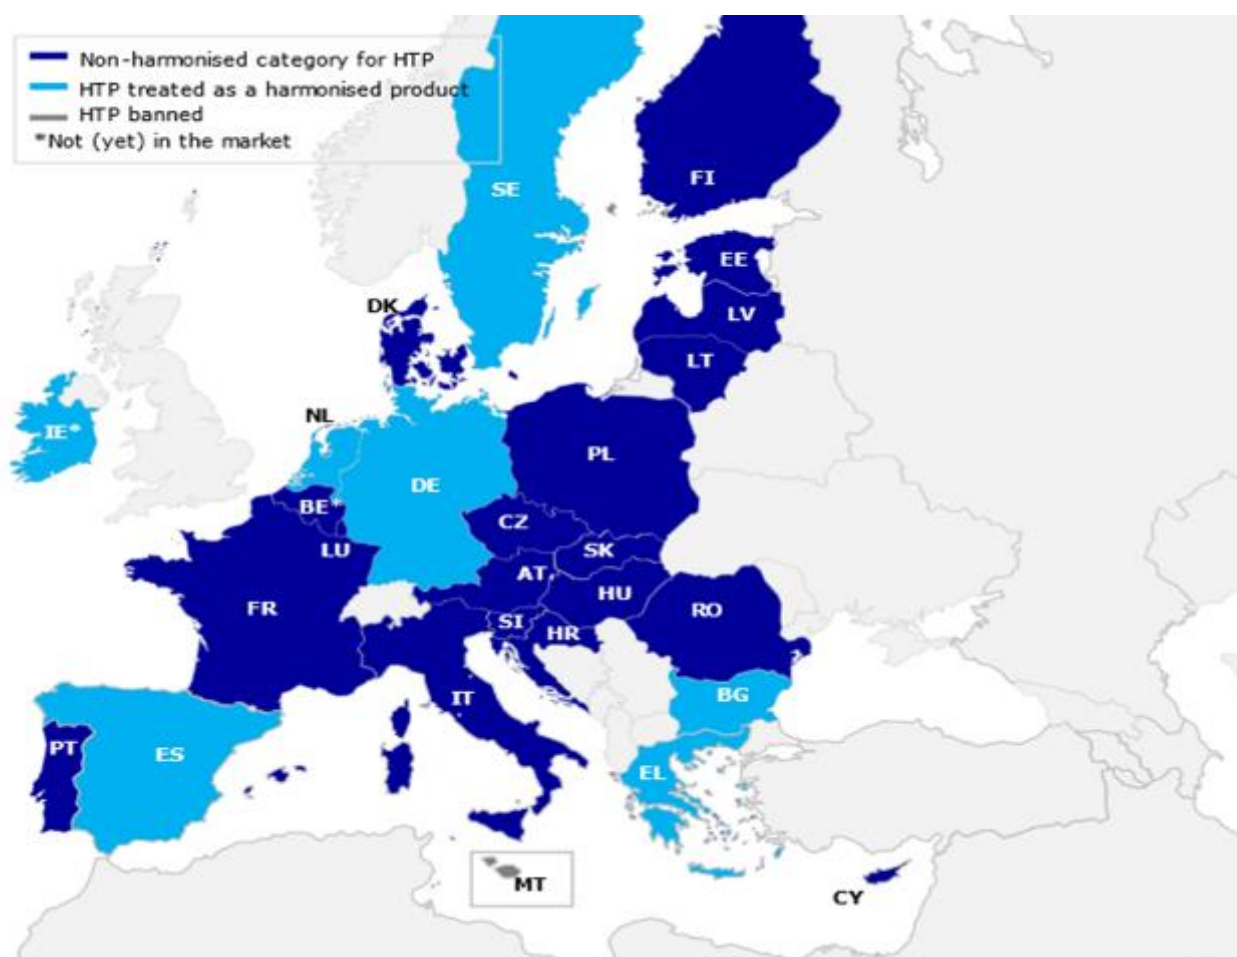 Non-harmonised category for HTP
HTP treated as a harmonised product
HTP banned
*Not (yet) in the market
SE
FI
EE
DK
LV
LT
NL
IE*
PL
DE
BE*
CZ
LU
SK
AT
HU
FR
RO
SI
HR
IT
BG
PT
ES
EL
MT
CY